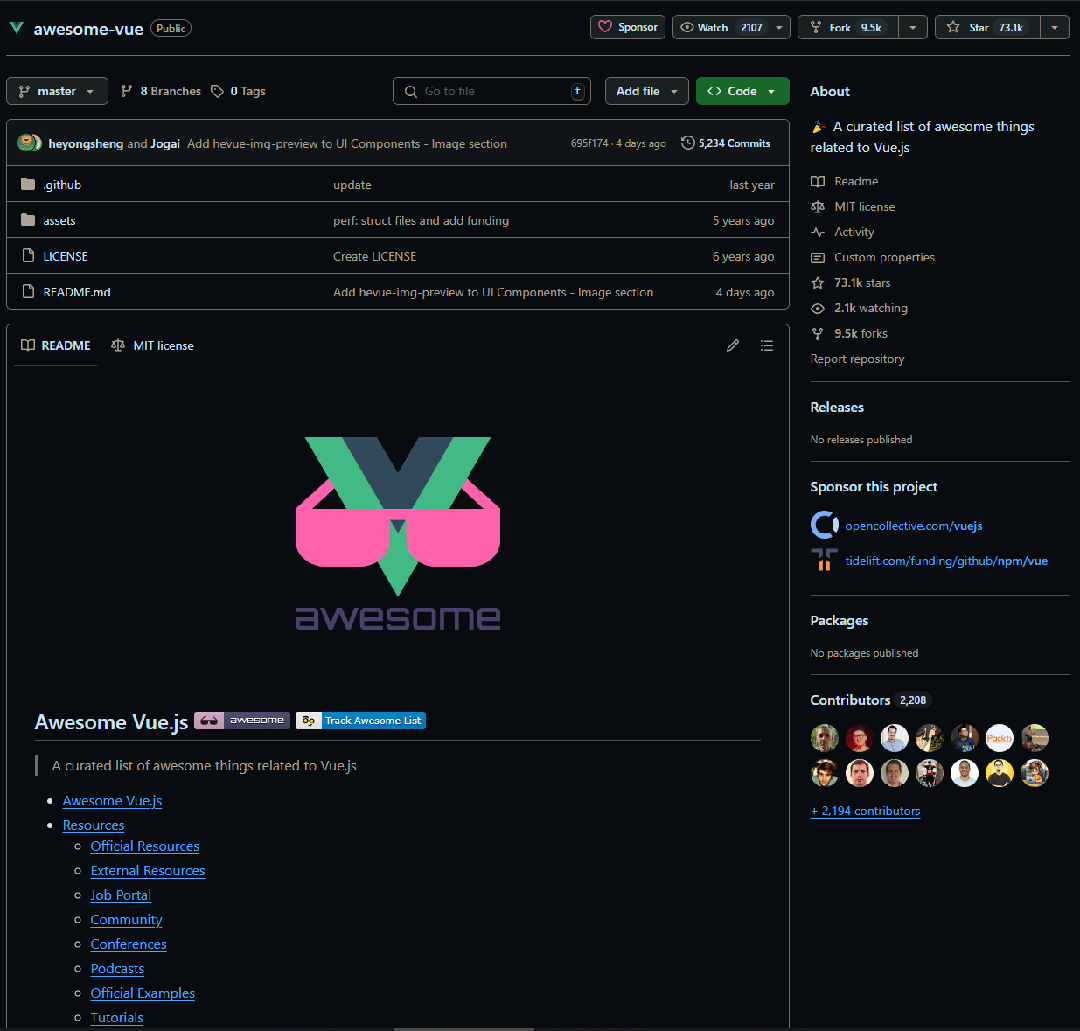 awesome-vue Public Sponsor Watch 2107 Fork 9.5k Star 73.1k
master 8 Branches 0 Tags Go to file t Add file Code
heyongsheng and Jogai Add hevue-img-preview to UI Components - Image section 695f174 · 4 days ago 5,234 Commits
.github update last year
assets perf: struct files and add funding 5 years ago
LICENSE Create LICENSE 6 years ago
README.md Add hevue-img-preview to UI Components - Image section 4 days ago
README MIT license
awesome
Awesome Vue.js awesome Track Awesome List
A curated list of awesome things related to Vue.js
Awesome Vue.js
Resources
Official Resources
External Resources
Job Portal
Community
Conferences
Podcasts
Official Examples
Tutorials
About
A curated list of awesome things
related to Vue.js
Readme
MIT license
Activity
Custom properties
73.1k stars
2.1k watching
9.5k forks
Report repository
Releases
No releases published
Sponsor this project
opencollective.com/vuejs
tidelift.com/funding/github/npm/vue
Packages
No packages published
Contributors 2,208
Packt>
+ 2,194 contributors